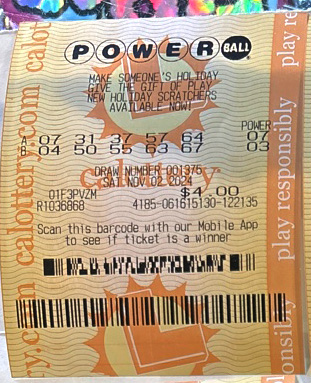 POWERBALL
MAKE SOMEONE'S HOLIDAY
GIVE THE GIFT OF PLAY
NEW HOLIDAY SCRATCHERS
AVAILABLE NOW!
POWER
A: 07 31 37 57 64 07
B: 04 50 55 63 67 03
DRAW NUMBER 001375
SAT NOV 02 2024
01F3PVZM $4.00
R1036868 4185-061615130-122135
Scan this barcode with our Mobile App
to see if ticket is a winner
calottery.com
play responsibly